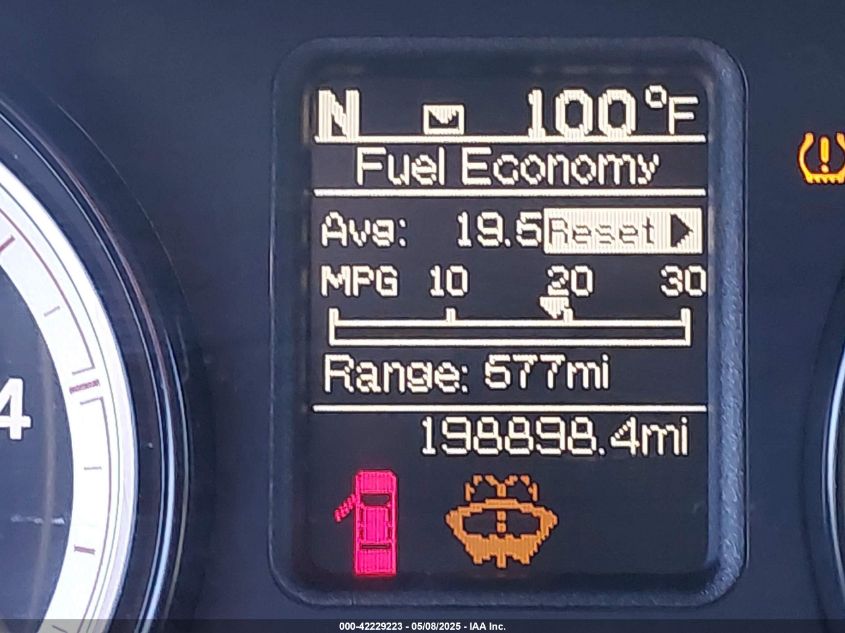 N 100°F
Fuel Economy
Avg: 19.5 Reset
MPG 10 20 30
Range: 577mi
198898.4mi
4
000-42229223 - 05/08/2025 - IAA Inc.